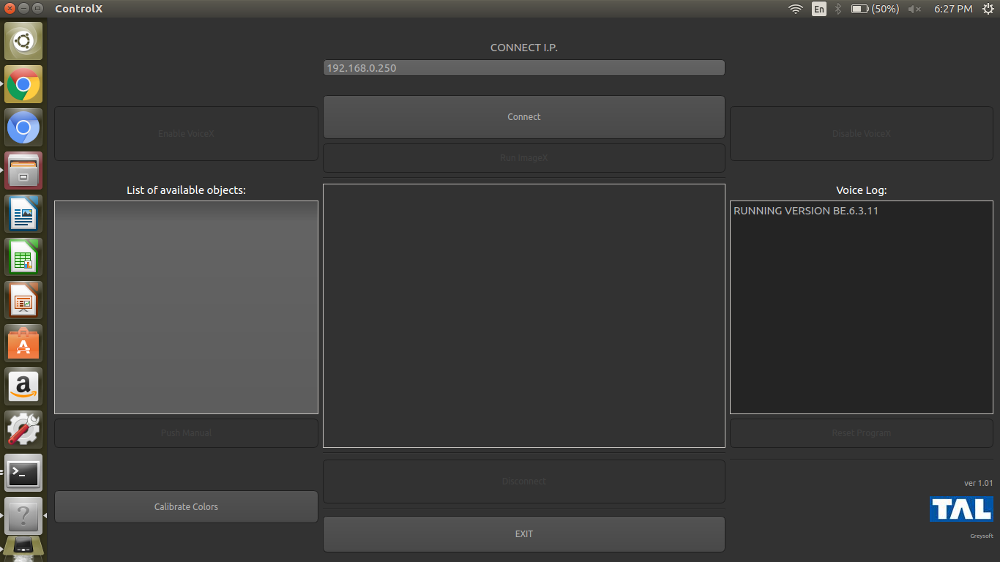 ControlX
En
(50%)
6:27 PM
CONNECT I.P.
192.168.0.250
Connect
Enable VoiceX
Disable VoiceX
Run imageX
List of available objects:
Voice Log:
RUNNING VERSION BE.6.3.11
Push Manual
Reset Program
Disconnect
ver 1.01
Calibrate Colors
TAL
EXIT
Greysoft